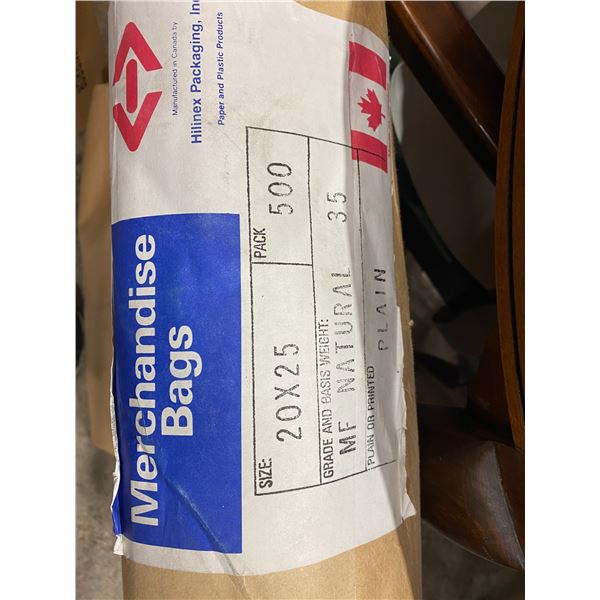 Manufactured in Canada by
Hilinex Packaging, Inc
Paper and Plastic Products
Merchandise
Bags
SIZE: 20X25
PACK 500
GRADE AND BASIS WEIGHT:
MF NATURAL 35
PLAIN OR PRINTED PLAIN